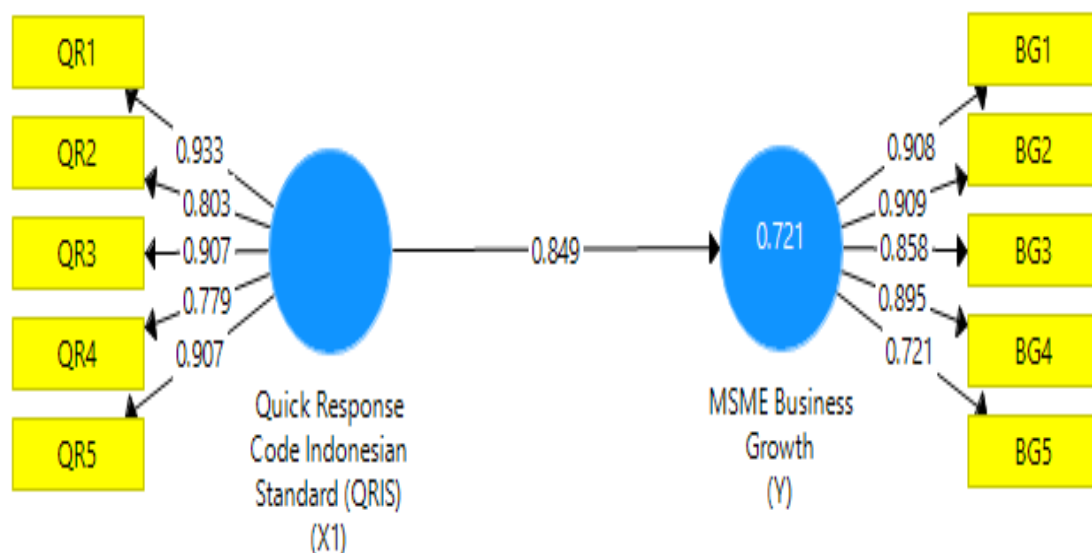 QR1
QR2
QR3
QR4
QR5
0.933
0.803
0.907
0.779
0.907
Quick Response
Code Indonesian
Standard (QRIS)
(X1)
0.849
0.721
MSME Business
Growth
(Y)
0.908
0.909
0.858
0.895
0.721
BG1
BG2
BG3
BG4
BG5